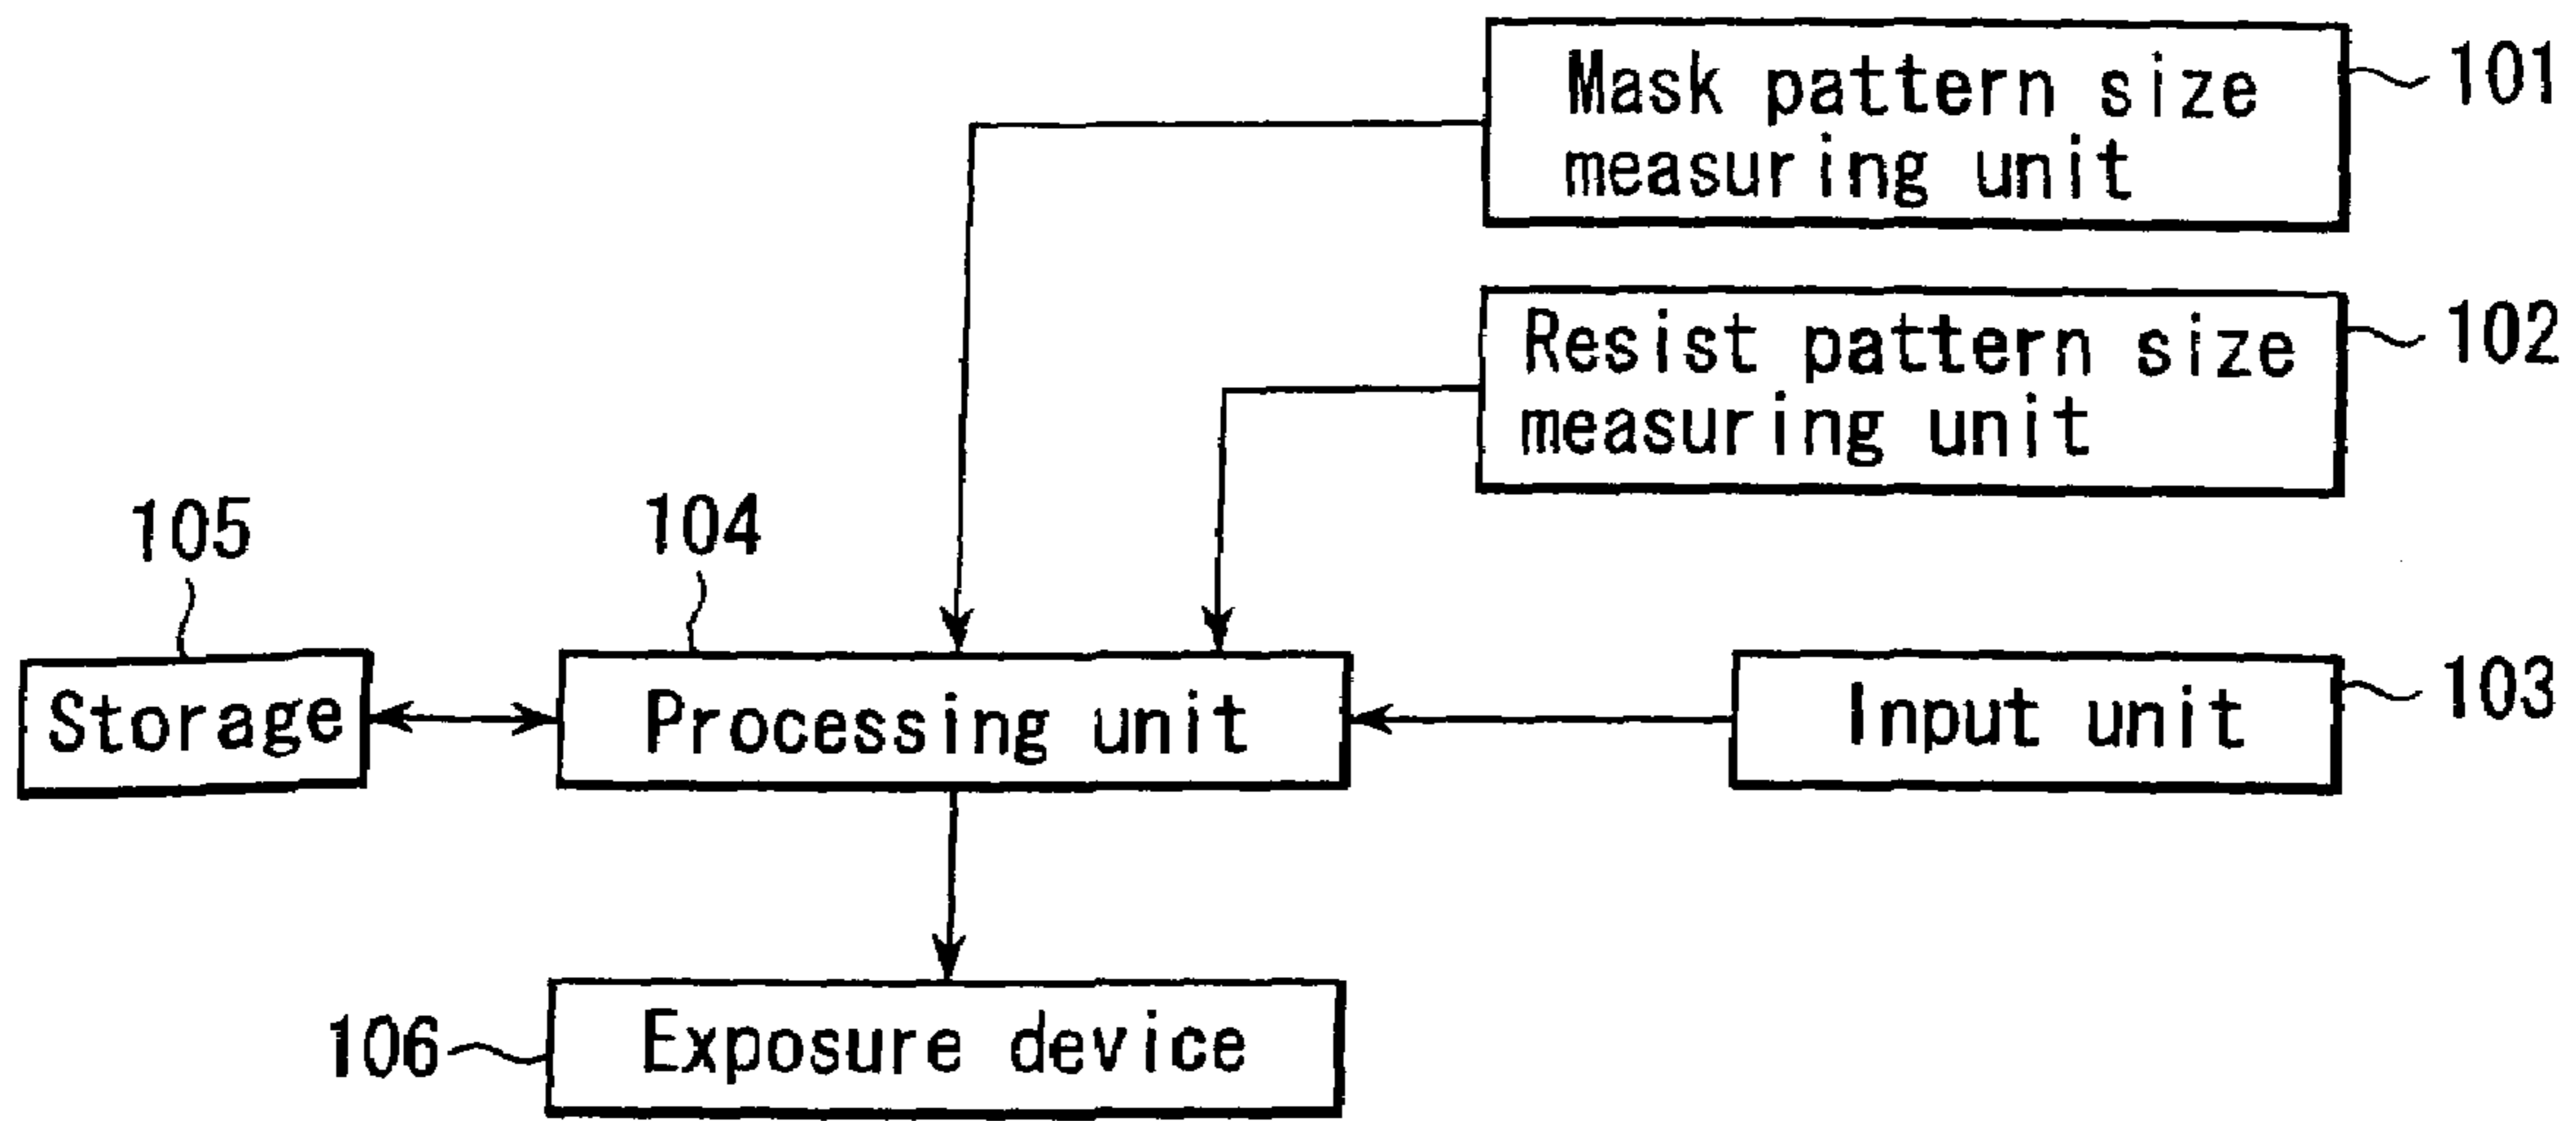 Mask pattern size
measuring unit
101
Resist pattern size
measuring unit
102
105
104
Storage
Processing unit
Input unit
103
106
Exposure device